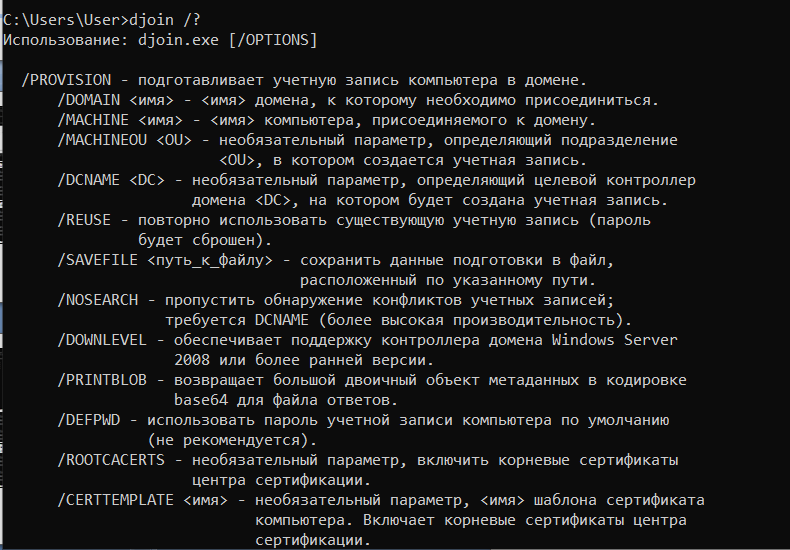 C:\Users\User>djoin /?
Использование: djoin.exe [/OPTIONS]
/PROVISION - подготавливает учетную запись компьютера в домене.
/DOMAIN <имя> - <имя> домена, к которому необходимо присоединиться.
/MACHINE <имя> - <имя> компьютера, присоединяемого к домену.
/MACHINEOU <OU> - необязательный параметр, определяющий подразделение
<OU>, в котором создается учетная запись.
/DCNAME <DC> - необязательный параметр, определяющий целевой контроллер
домена <DC>, на котором будет создана учетная запись.
/REUSE - повторно использовать существующую учетную запись (пароль
будет сброшен).
/SAVEFILE <путь_к_файлу> - сохранить данные подготовки в файл,
расположенный по указанному пути.
/NOSEARCH - пропустить обнаружение конфликтов учетных записей;
требуется DCNAME (более высокая производительность).
/DOWNLEVEL - обеспечивает поддержку контроллера домена Windows Server
2008 или более ранней версии.
/PRINTBLOB - возвращает большой двоичный объект метаданных в кодировке
base64 для файла ответов.
/DEFPWD - использовать пароль учетной записи компьютера по умолчанию
(не рекомендуется).
/ROOTCACERTS - необязательный параметр, включить корневые сертификаты
центра сертификации.
/CERTTEMPLATE <имя> - необязательный параметр, <имя> шаблона сертификата
компьютера. Включает корневые сертификаты центра
сертификации.